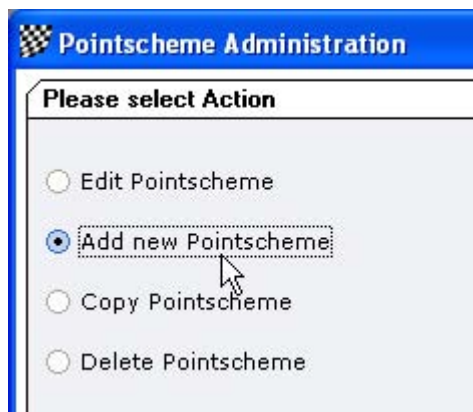 Pointscheme Administration
Please select Action
Edit Pointscheme
Add new Pointscheme
Copy Pointscheme
Delete Pointscheme